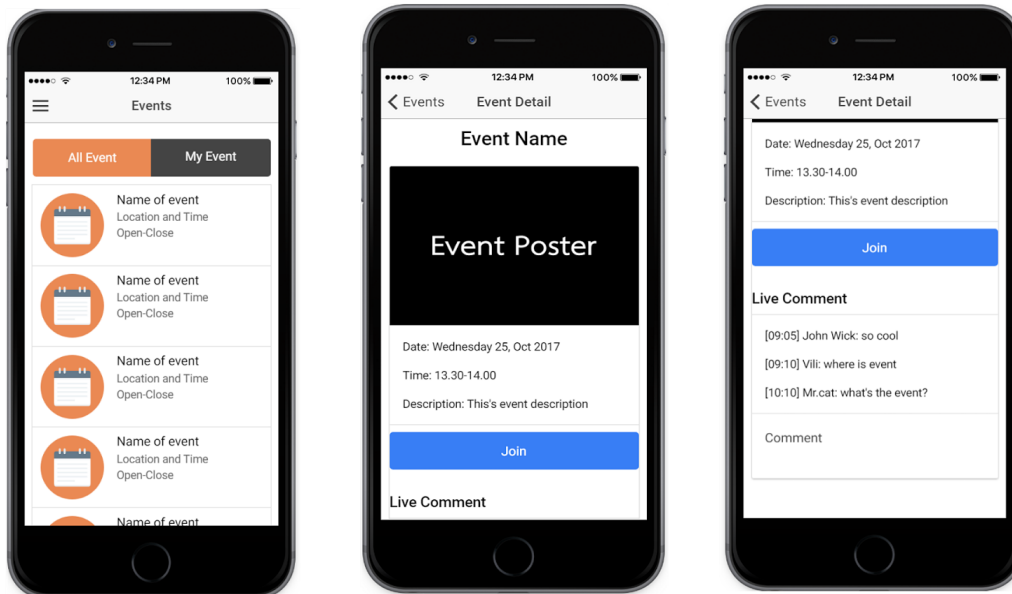 12:34 PM
100%
Events
All Event
My Event
Name of event
Location and Time
Open-Close
Name of event
Location and Time
Open-Close
Name of event
Location and Time
Open-Close
Name of event
Location and Time
Open-Close
Name of event
12:34 PM
100%
Events
Event Detail
Event Name
Event Poster
Date: Wednesday 25, Oct 2017
Time: 13.30-14.00
Description: This's event description
Join
Live Comment
12:34 PM
100%
Events
Event Detail
Date: Wednesday 25, Oct 2017
Time: 13.30-14.00
Description: This's event description
Join
Live Comment
[09:05] John Wick: so cool
[09:10] Vili: where is event
[10:10] Mr.cat: what's the event?
Comment